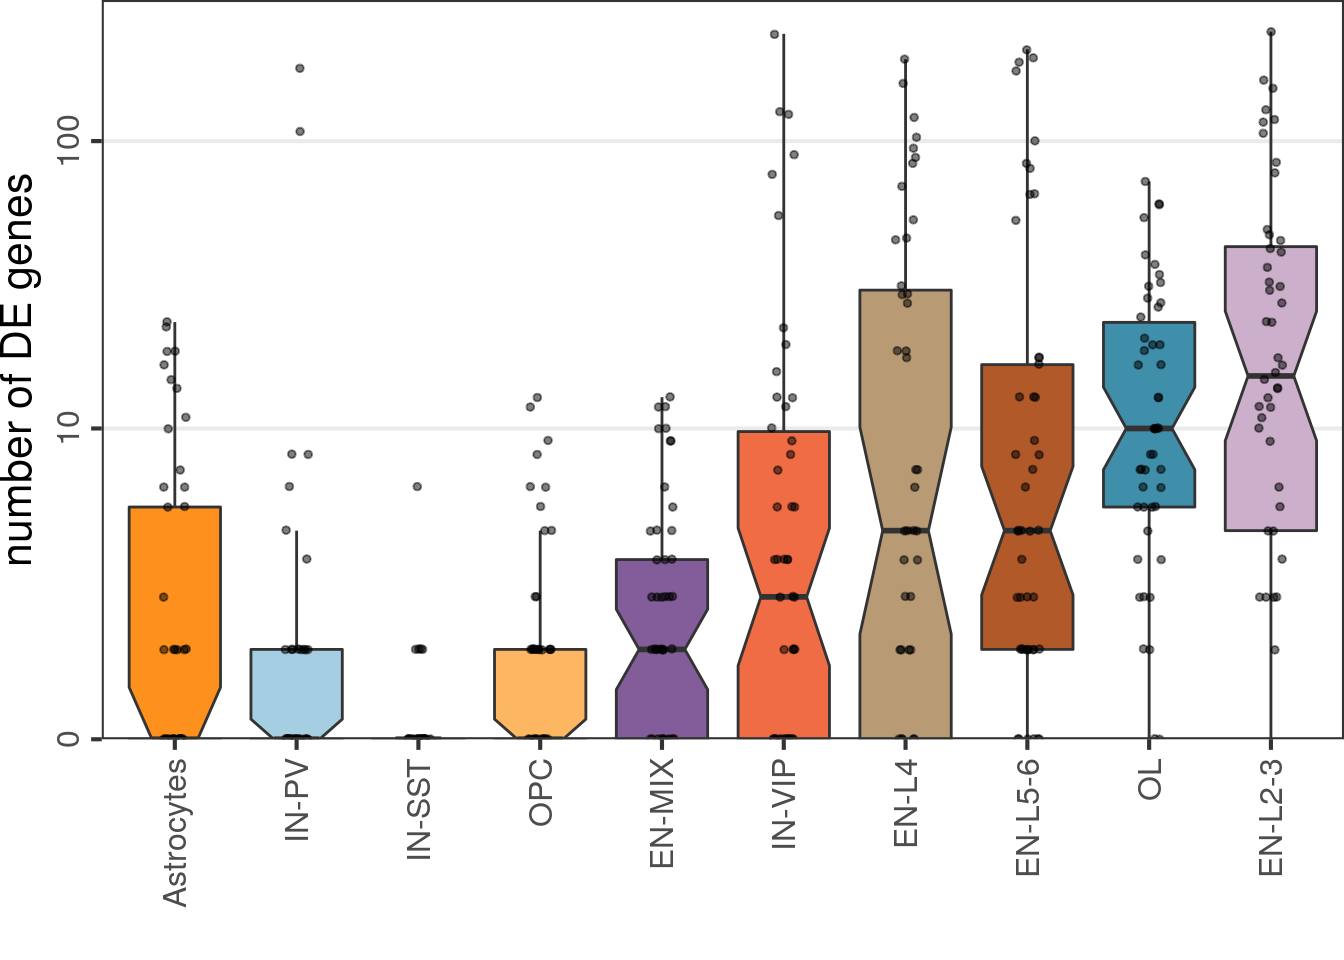 number of DE genes
100
10
0
Astrocytes
IN-PV
IN-SST
OPC
EN-MIX
IN-VIP
EN-L4
EN-L5-6
OL
EN-L2-3